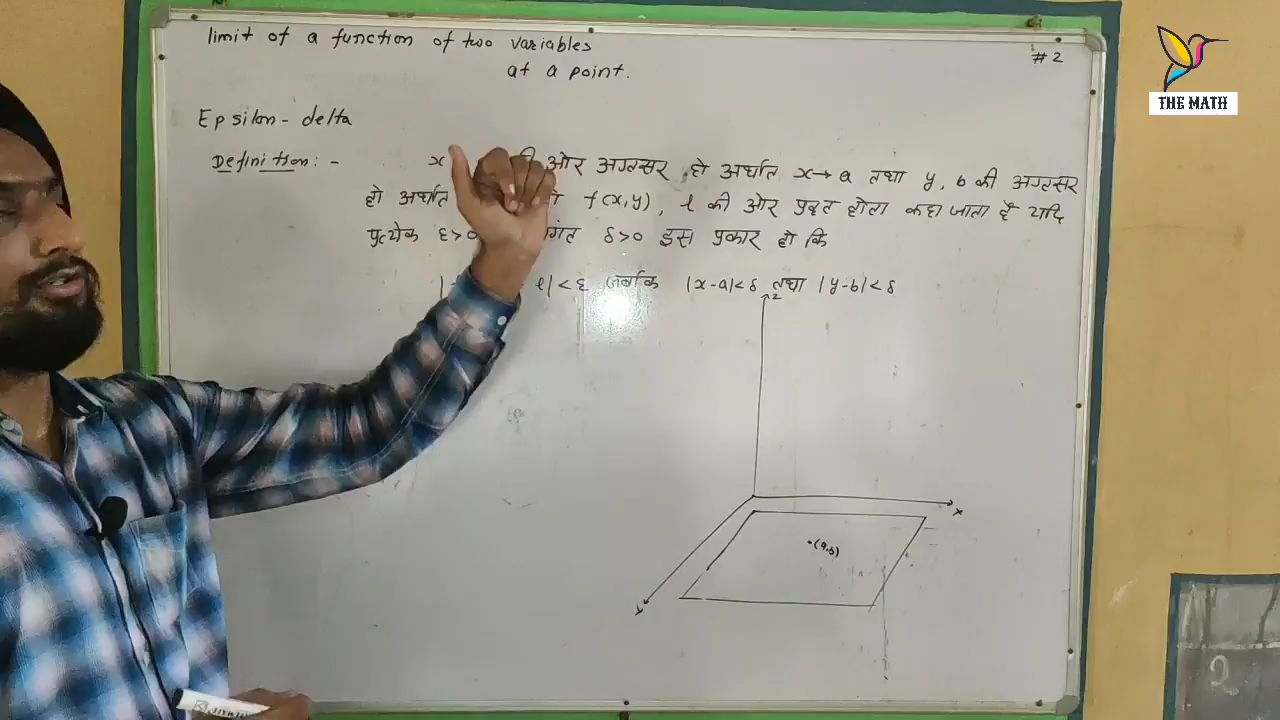 limit of a function of two variables
at a point.
#2
THE MATH
Epsilon - delta
Definition: -
x ओर अग्रसर हो अर्थात x→a तथा y, b की अग्रसर
हो अर्थात f(x,y), l की ओर प्रवृत होता कहा जाता है यदि
प्रत्येक ε>0 δ>0 इस प्रकार हो कि
l|<ε जबकि |x-a|<δ तथा |y-b|<δ
z
x
•(a,b)
y
2